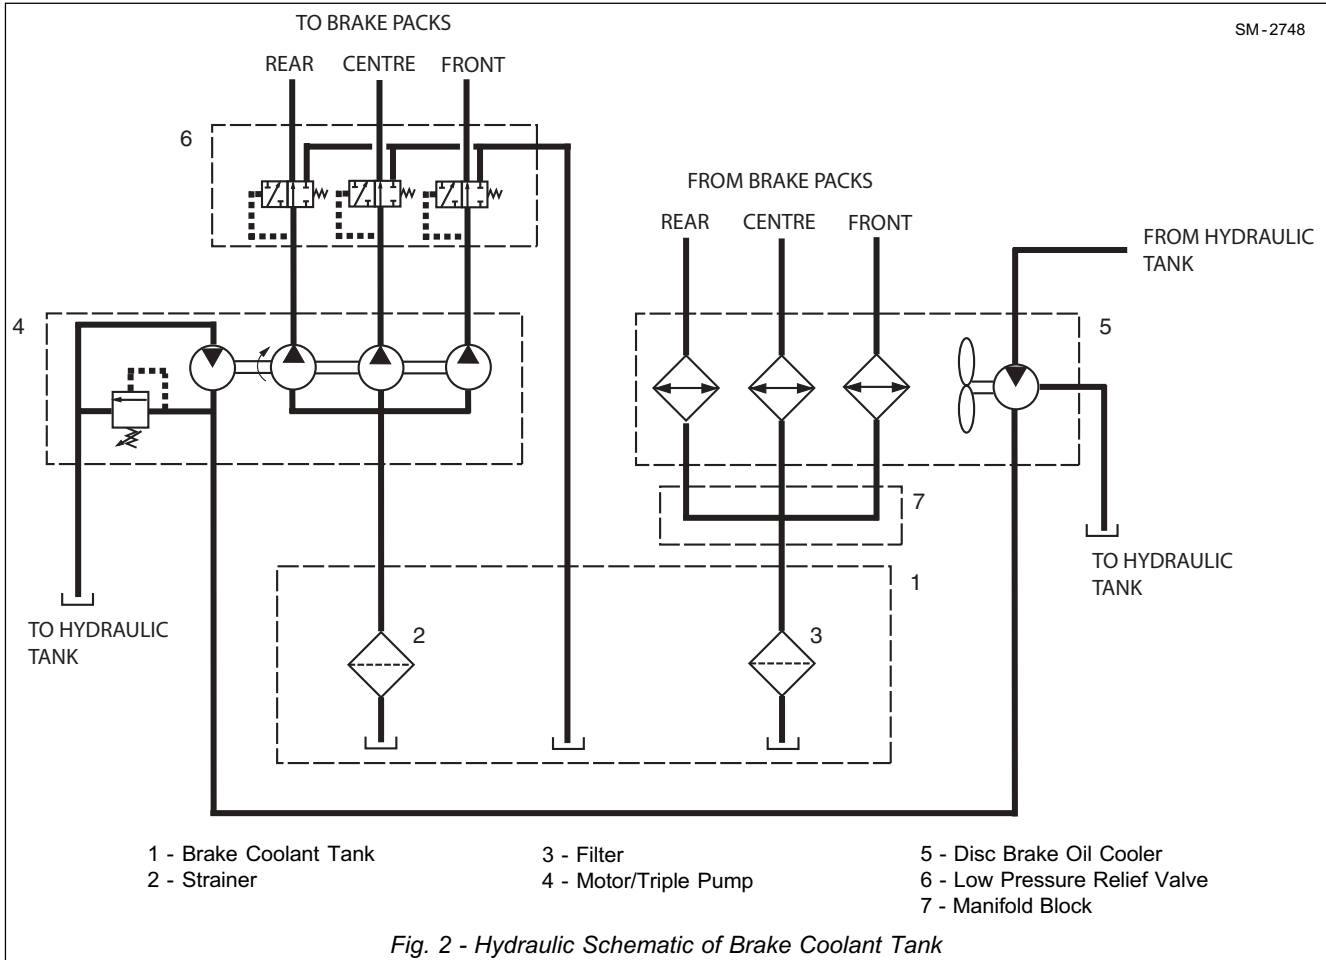 TO BRAKE PACKS
SM-2748
REAR CENTRE FRONT
6
FROM BRAKE PACKS
REAR CENTRE FRONT
FROM HYDRAULIC
TANK
4
5
7
TO HYDRAULIC
TANK
1
TO HYDRAULIC
TANK
2
3
1 - Brake Coolant Tank
2 - Strainer
3 - Filter
4 - Motor/Triple Pump
5 - Disc Brake Oil Cooler
6 - Low Pressure Relief Valve
7 - Manifold Block
Fig. 2 - Hydraulic Schematic of Brake Coolant Tank